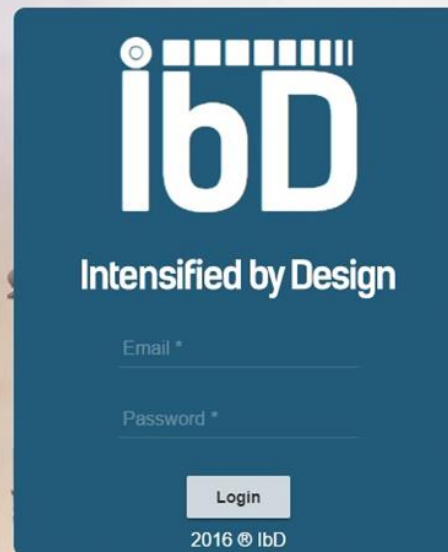 IbD
Intensified by Design
Email *
Password *
Login
2016 ® IbD